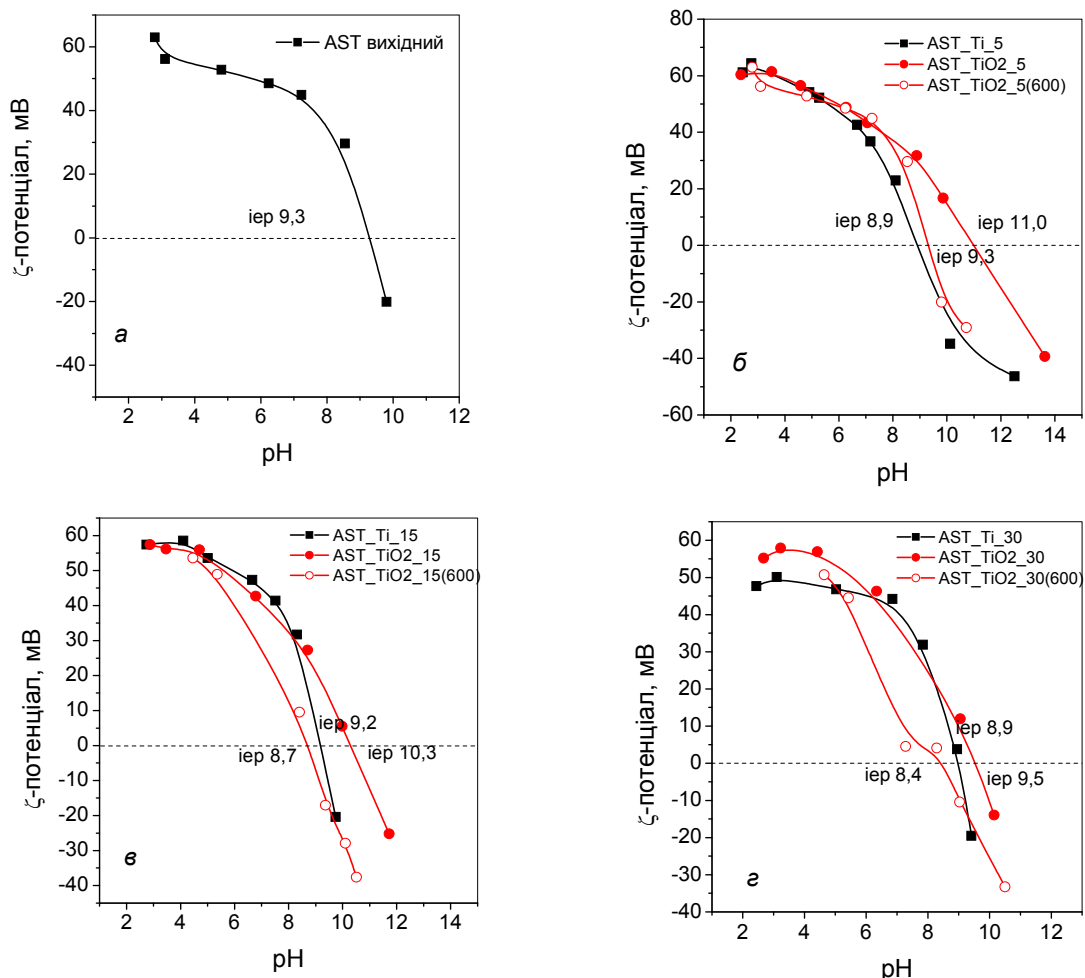 AST вихідний
60
40
20
0
-20
-40
2 4 6 8 10 12
ζ-потенціал, мВ
pH
iep 9,3
а
AST_Ti_5
AST_TiO2_5
AST_TiO2_5(600)
80
60
40
20
0
-20
-40
-60
2 4 6 8 10 12 14
ζ-потенціал, мВ
pH
iep 8,9
iep 11,0
iep 9,3
б
AST_Ti_15
AST_TiO2_15
AST_TiO2_15(600)
60
50
40
30
20
10
0
-10
-20
-30
-40
2 4 6 8 10 12 14
ζ-потенціал, мВ
pH
iep 9,2
iep 8,7
iep 10,3
в
AST_Ti_30
AST_TiO2_30
AST_TiO2_30(600)
60
50
40
30
20
10
0
-10
-20
-30
-40
2 4 6 8 10 12 14
ζ-потенціал, мВ
pH
iep 8,9
iep 8,4
iep 9,5
г